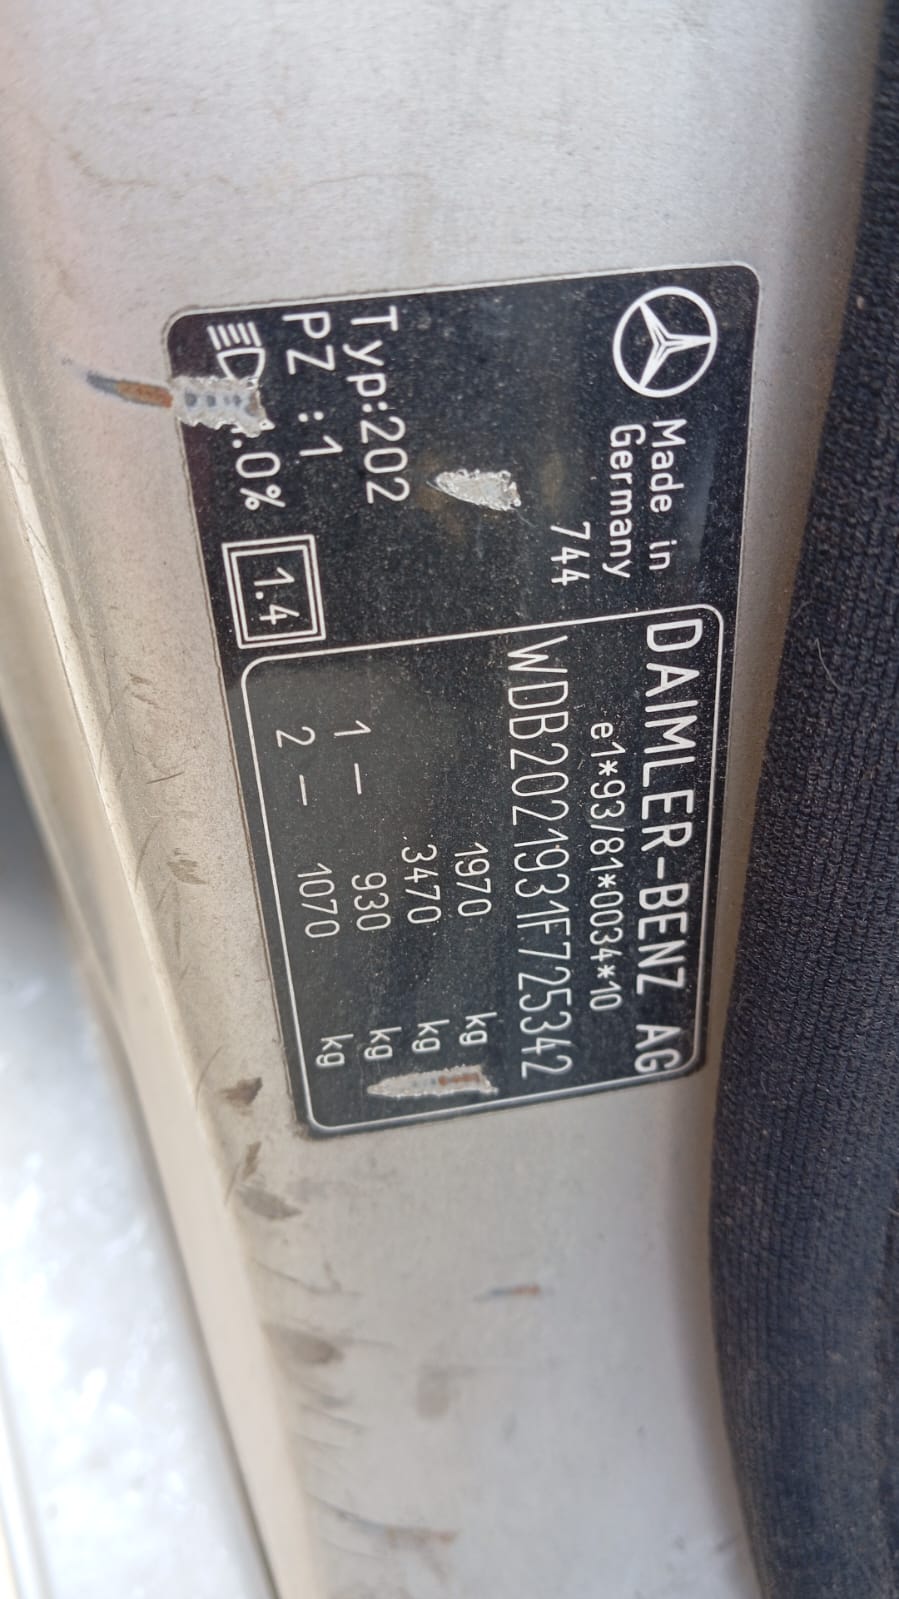 Made in
Germany
744
Typ:202
PZ :1
.0%
1.4
DAIMLER-BENZ AG
e1*93/81*0034*10
WDB2021931F725342
1970 kg
3470 kg
1 – 930 kg
2 – 1070 kg